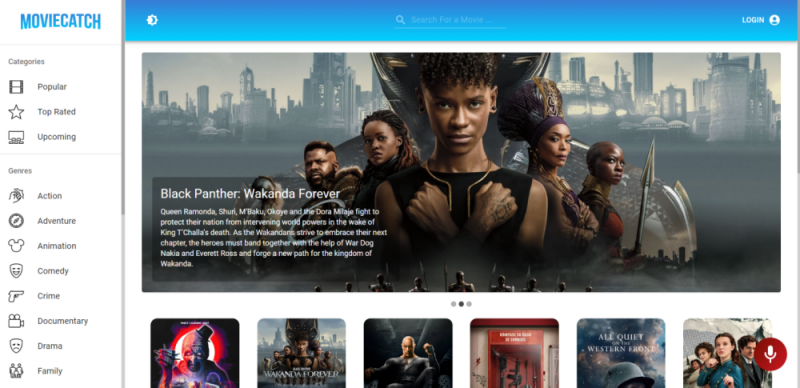 MOVIECATCH
Search For a Movie ...
LOGIN
Categories
Popular
Top Rated
Upcoming
Genres
Action
Adventure
Animation
Comedy
Crime
Documentary
Drama
Family
Black Panther: Wakanda Forever
Queen Ramonda, Shuri, M'Baku, Okoye and the Dora Milaje fight to
protect their nation from intervening world powers in the wake of
King T'Challa's death. As the Wakandans strive to embrace their next
chapter, the heroes must band together with the help of War Dog
Nakia and Everett Ross and forge a new path for the kingdom of
Wakanda.
WAKANDA FOREVER
ALL QUIET
ON THE
WESTERN FRONT